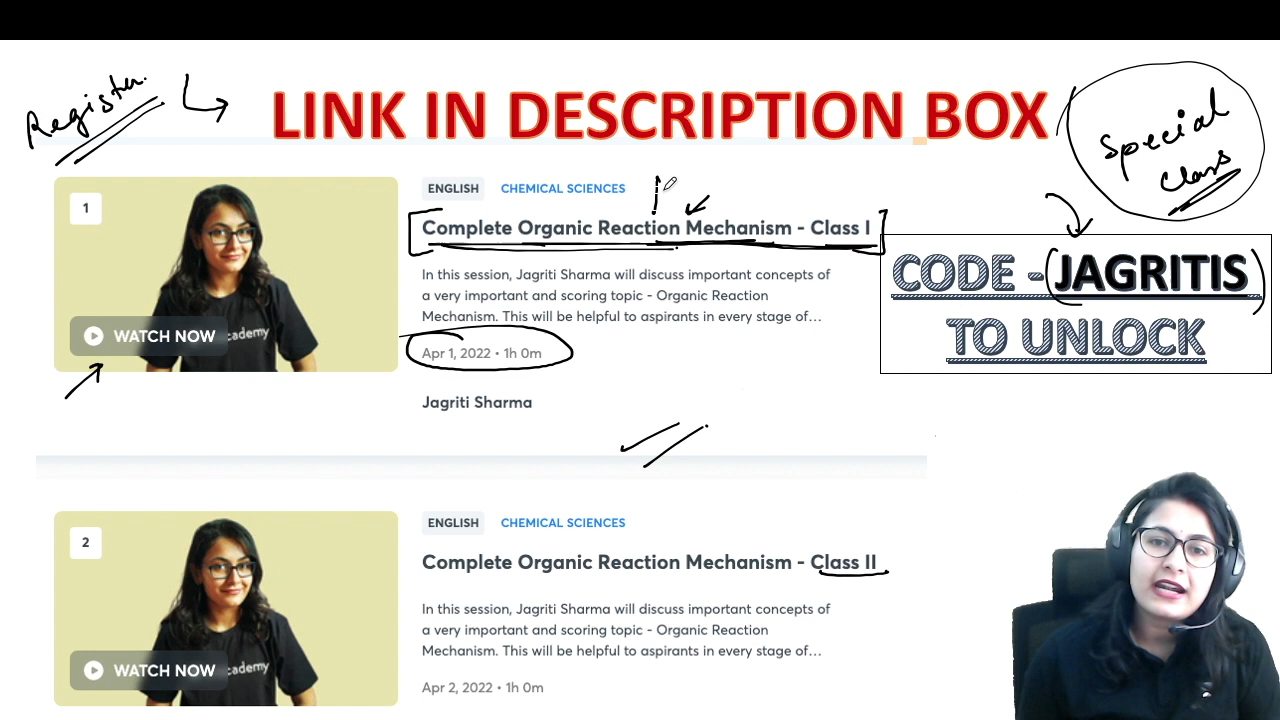 Register
LINK IN DESCRIPTION BOX
Special
class
1
ENGLISH CHEMICAL SCIENCES
Complete Organic Reaction Mechanism - Class I
In this session, Jagriti Sharma will discuss important concepts of
a very important and scoring topic - Organic Reaction
Mechanism. This will be helpful to aspirants in every stage of...
Apr 1, 2022 • 1h 0m
Jagriti Sharma
cademy
WATCH NOW
CODE - JAGRITIS
TO UNLOCK
2
ENGLISH CHEMICAL SCIENCES
Complete Organic Reaction Mechanism - Class II
In this session, Jagriti Sharma will discuss important concepts of
a very important and scoring topic - Organic Reaction
Mechanism. This will be helpful to aspirants in every stage of...
Apr 2, 2022 • 1h 0m
cademy
WATCH NOW